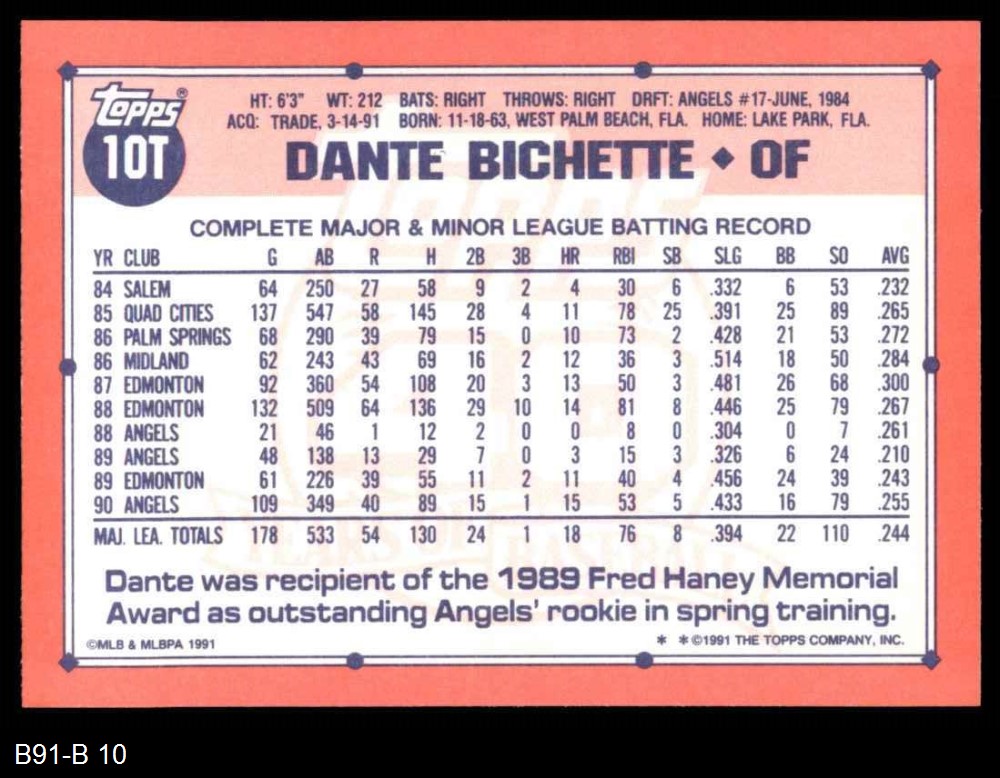 TOPPS®
10T
HT: 6'3" WT: 212 BATS: RIGHT THROWS: RIGHT DRFT: ANGELS #17-JUNE, 1984
ACQ: TRADE, 3-14-91 BORN: 11-18-63, WEST PALM BEACH, FLA. HOME: LAKE PARK, FLA.
DANTE BICHETTE ◆ OF
COMPLETE MAJOR & MINOR LEAGUE BATTING RECORD
YR CLUB G AB R H 2B 3B HR RBI SB SLG BB SO AVG
84 SALEM 64 250 27 58 9 2 4 30 6 .332 6 53 .232
85 QUAD CITIES 137 547 58 145 28 4 11 78 25 .391 25 89 .265
86 PALM SPRINGS 68 290 39 79 15 0 10 73 2 .428 21 53 .272
86 MIDLAND 62 243 43 69 16 2 12 36 3 .514 18 50 .284
87 EDMONTON 92 360 54 108 20 3 13 50 3 .481 26 68 .300
88 EDMONTON 132 509 64 136 29 10 14 81 8 .446 25 79 .267
88 ANGELS 21 46 1 12 2 0 0 8 0 .304 0 7 .261
89 ANGELS 48 138 13 29 7 0 3 15 3 .326 6 24 .210
89 EDMONTON 61 226 39 55 11 2 11 40 4 .456 24 39 .243
90 ANGELS 109 349 40 89 15 1 15 53 5 .433 16 79 .255
MAJ. LEA. TOTALS 178 533 54 130 24 1 18 76 8 .394 22 110 .244
Dante was recipient of the 1989 Fred Haney Memorial
Award as outstanding Angels' rookie in spring training.
©MLB & MLBPA 1991
* *©1991 THE TOPPS COMPANY, INC.
TOPPS
40
YEARS OF BASEBALL
B91-B 10